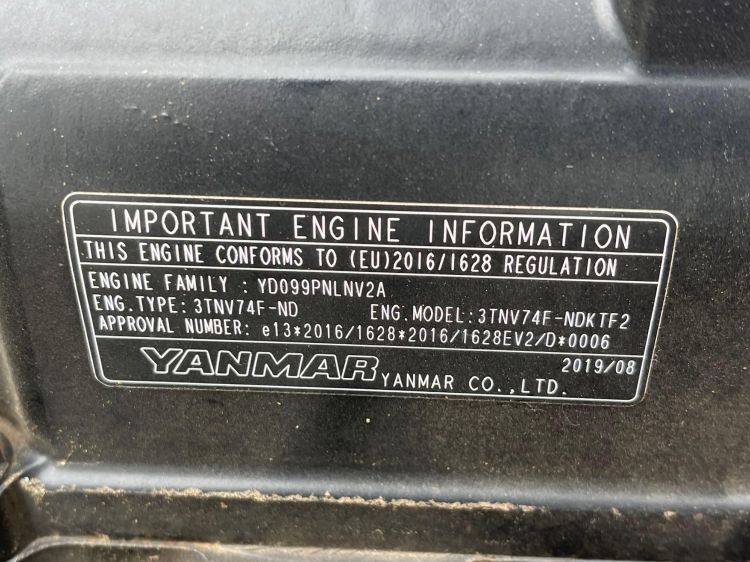 IMPORTANT ENGINE INFORMATION
THIS ENGINE CONFORMS TO (EU)2016/1628 REGULATION
ENGINE FAMILY : YD099PNLNV2A
ENG.TYPE: 3TNV74F-ND ENG.MODEL: 3TNV74F-NDKTF2
APPROVAL NUMBER: e13*2016/1628*2016/1628EV2/D*0006
2019/08
YANMAR YANMAR CO.,LTD.